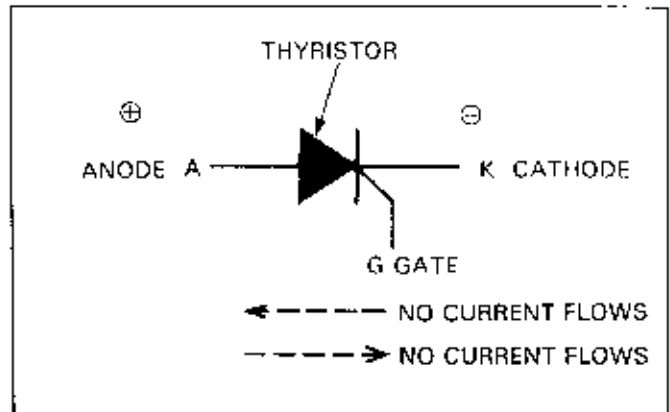 THYRISTOR
⊕ ⊖
ANODE A K CATHODE
G GATE
NO CURRENT FLOWS
NO CURRENT FLOWS